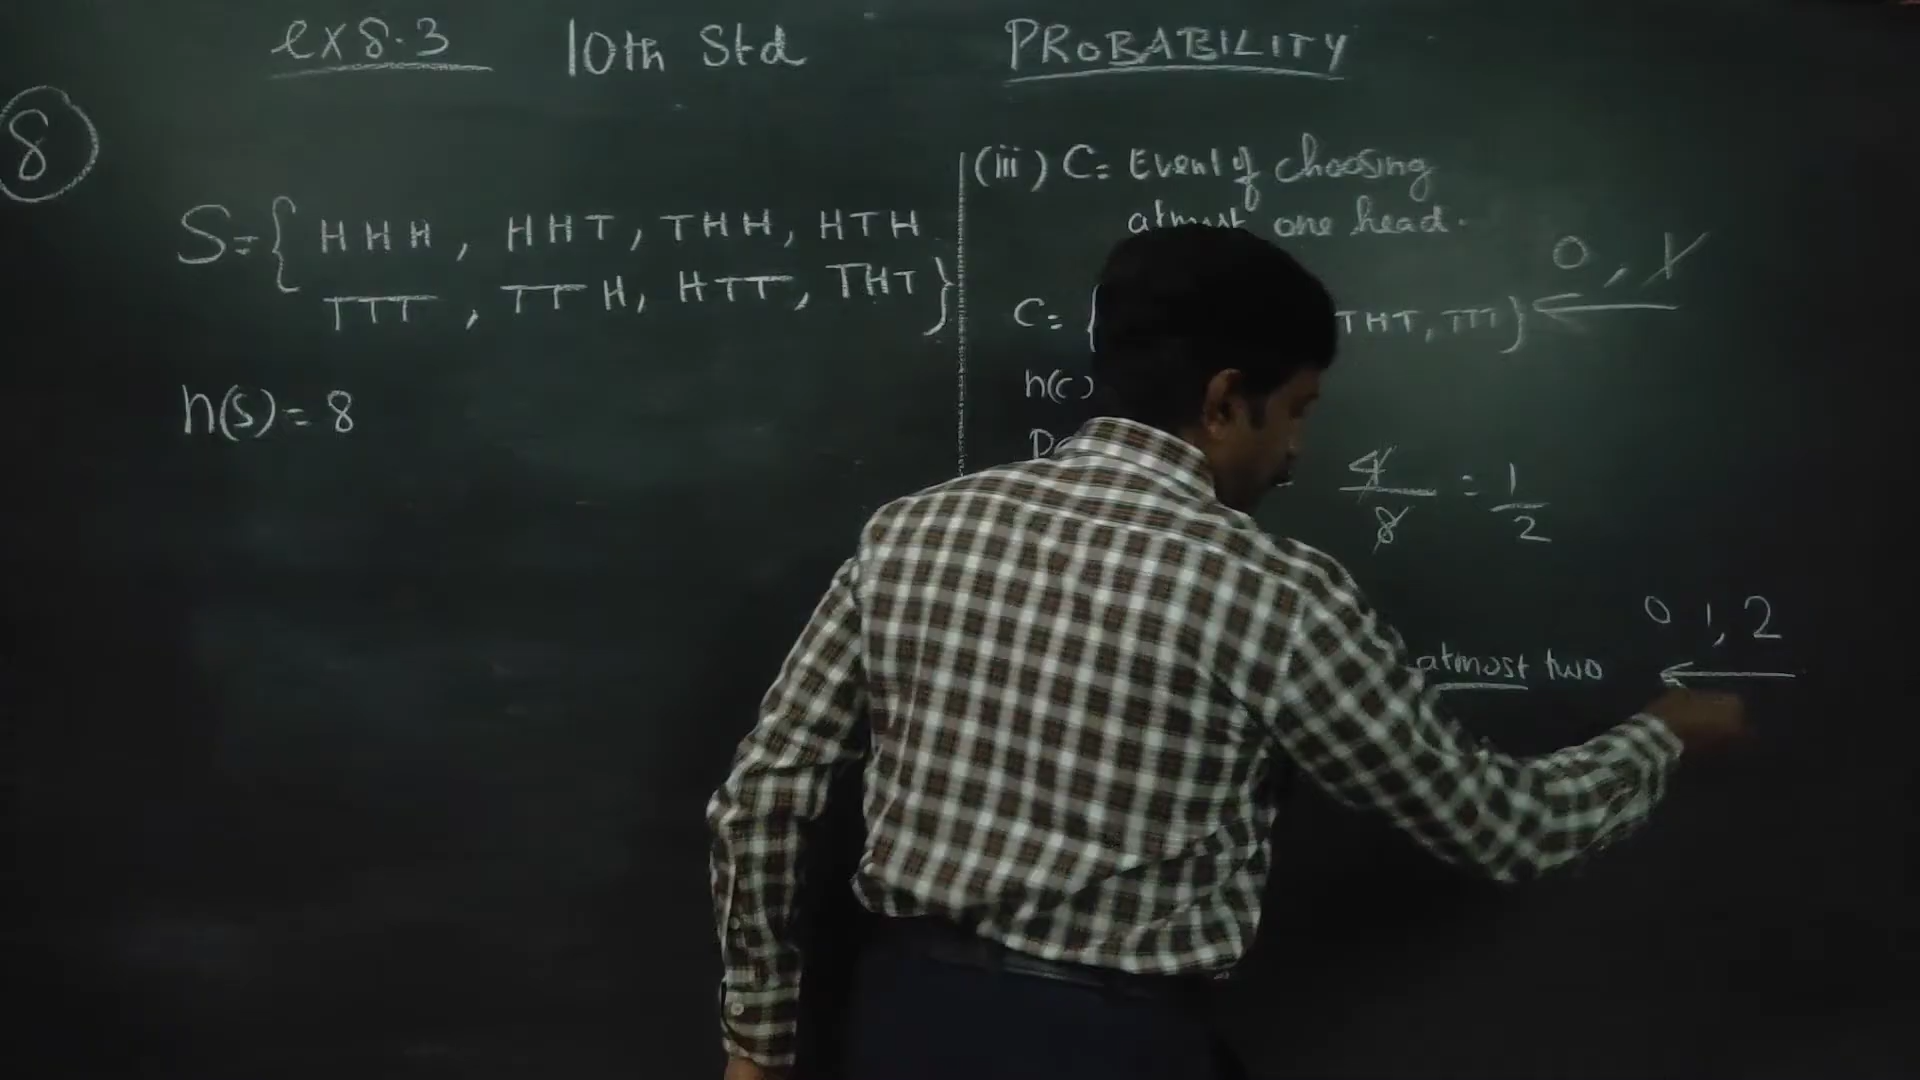 ex 8.3 10th Std PROBABILITY
8
S = { HHH , HHT, THH, HTH
TTT , TTH, HTT, THT }
n(S) = 8
(iii) C = Event of choosing
atmost one head.
0, 1
C = { THT, TTT }
n(C)
4/8 = 1/2
0 1, 2
atmost two